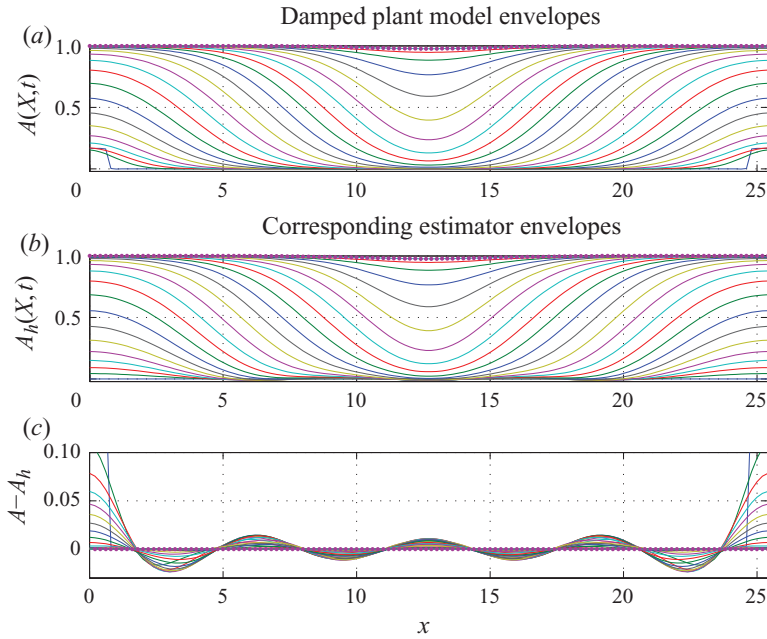 Damped plant model envelopes
(a)
1.0
0.5
A(X,t)
0 5 10 15 20 25
Corresponding estimator envelopes
(b)
1.0
0.5
A_h(X,t)
0 5 10 15 20 25
(c)
0.10
0.05
0
A−A_h
0 5 10 15 20 25
x